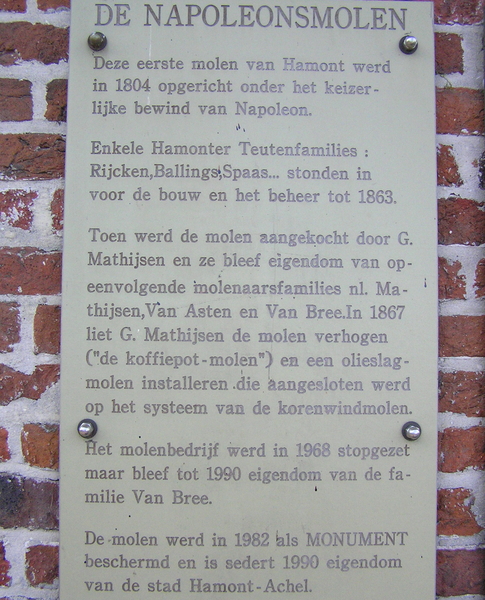 DE NAPOLEONSMOLEN
Deze eerste molen van Hamont werd
in 1804 opgericht onder het keizer-
lijke bewind van Napoleon.
Enkele Hamonter Teutenfamilies :
Rijcken,Ballings,Spaas... stonden in
voor de bouw en het beheer tot 1863.
Toen werd de molen aangekocht door G.
Mathijsen en ze bleef eigendom van op-
eenvolgende molenaarsfamilies nl. Ma-
thijsen,Van Asten en Van Bree.In 1867
liet G. Mathijsen de molen verhogen
("de koffiepot-molen") en een olieslag-
molen installeren die aangesloten werd
op het systeem van de korenwindmolen.
Het molenbedrijf werd in 1968 stopgezet
maar bleef tot 1990 eigendom van de fa-
milie Van Bree.
De molen werd in 1982 als MONUMENT
beschermd en is sedert 1990 eigendom
van de stad Hamont-Achel.